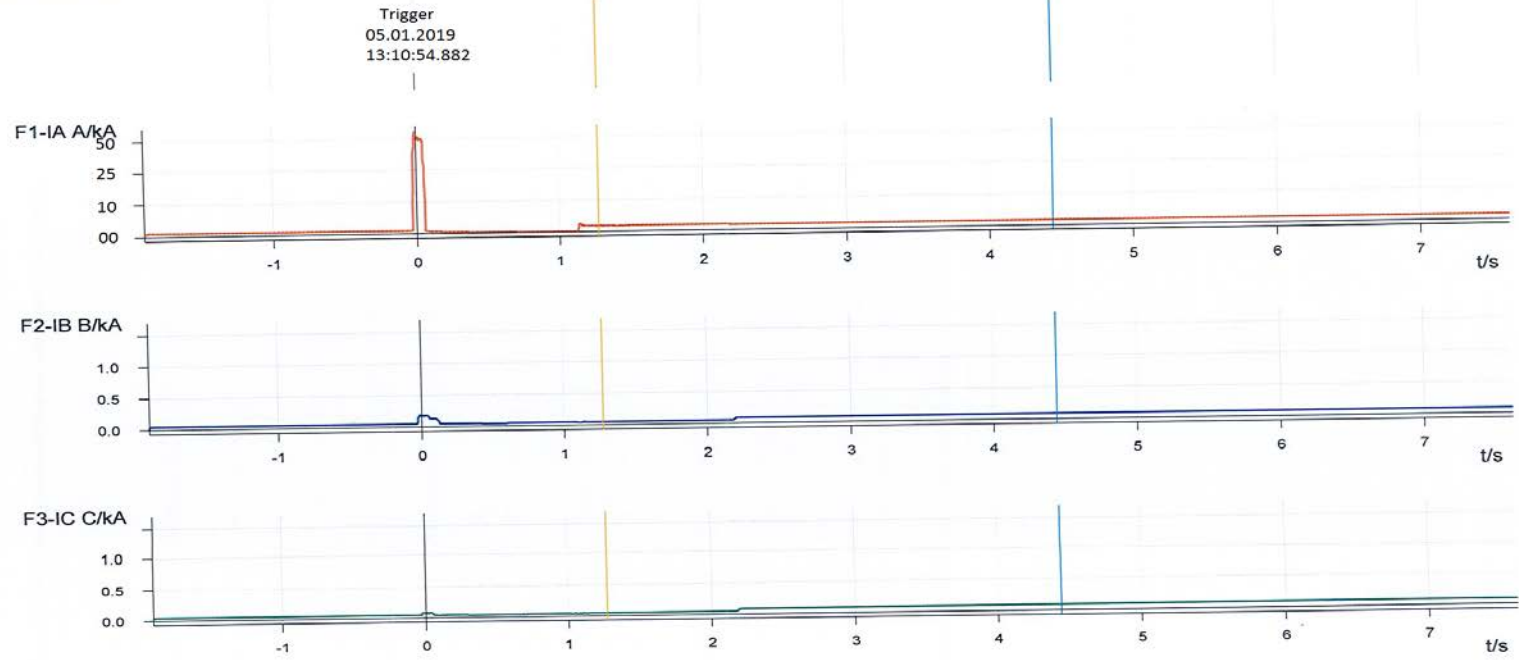 Trigger
05.01.2019
13:10:54.882
F1-IA A/kA
50
25
10
00
-1 0 1 2 3 4 5 6 7
t/s
F2-IB B/kA
1.0
0.5
0.0
-1 0 1 2 3 4 5 6 7
t/s
F3-IC C/kA
1.0
0.5
0.0
-1 0 1 2 3 4 5 6 7
t/s